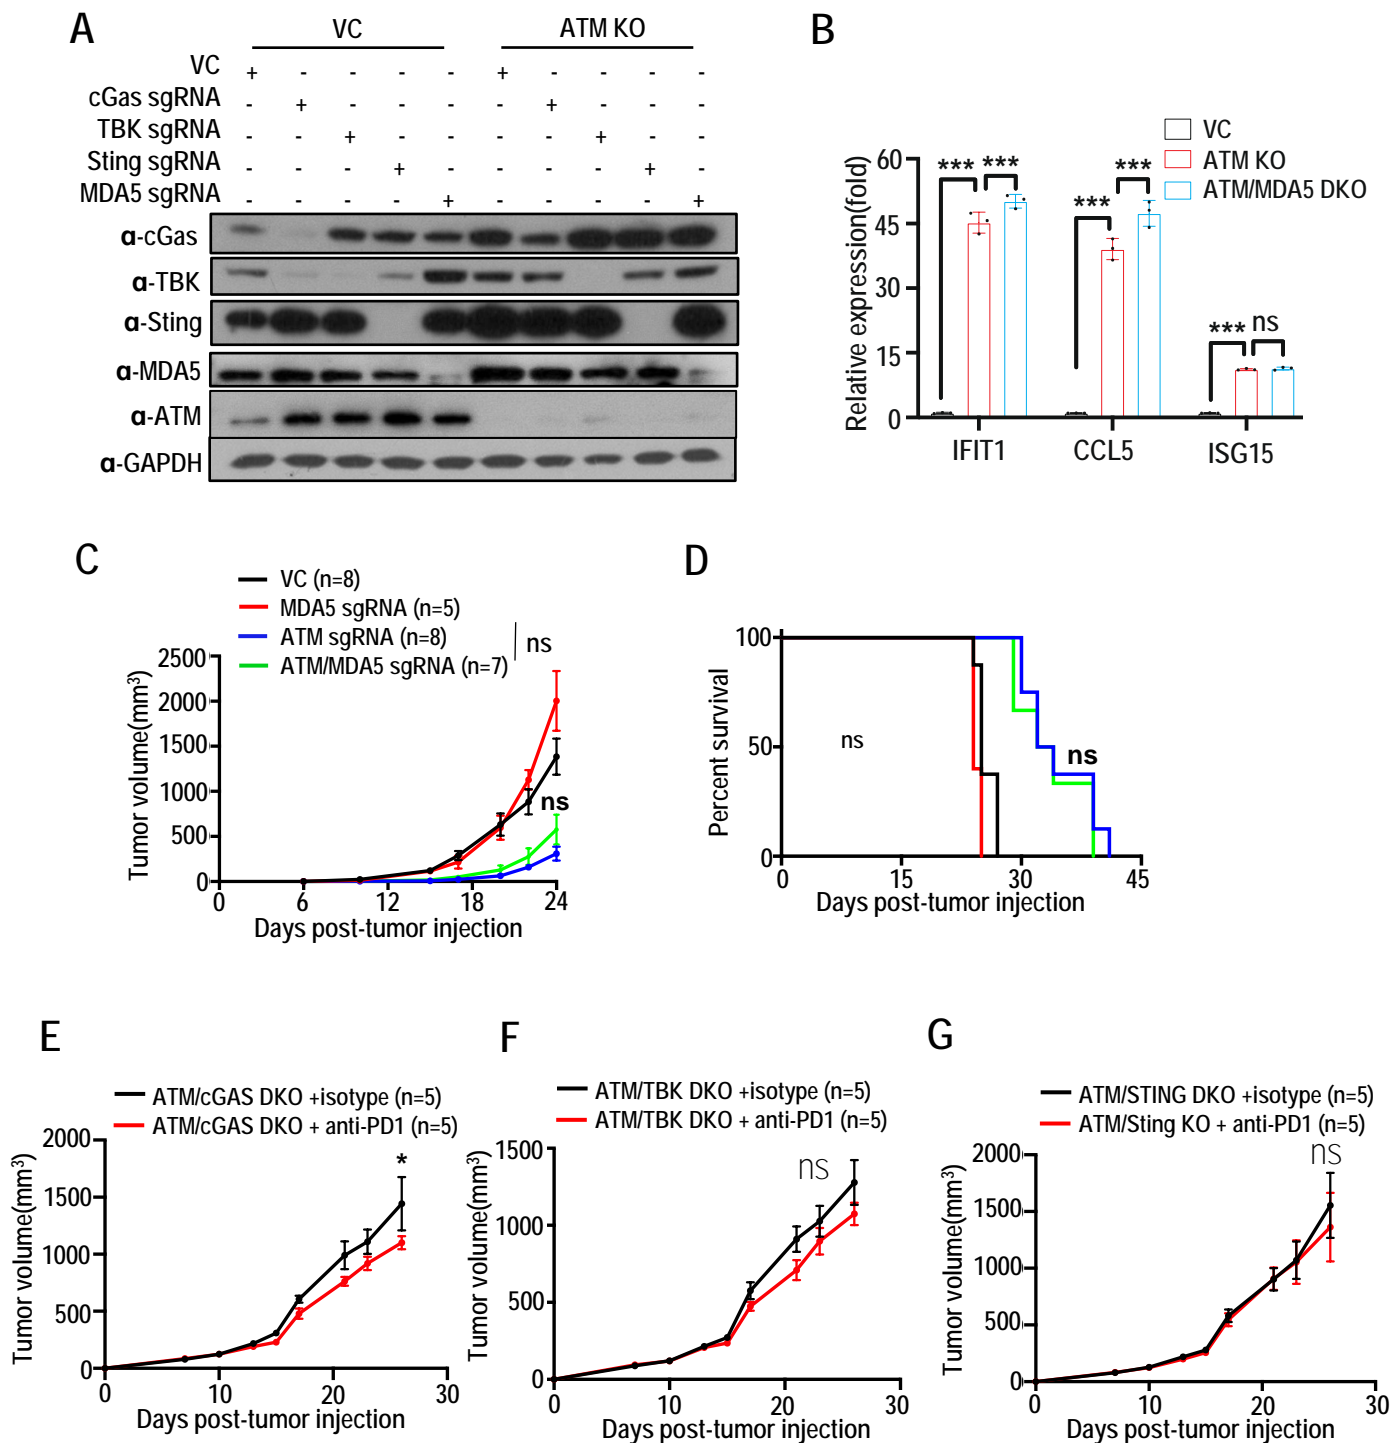 A
VC
ATM KO
VC + - - - - + - - - -
cGas sgRNA - + - - - - + - - -
TBK sgRNA - - + - - - - + - -
Sting sgRNA - - - + - - - - + -
MDA5 sgRNA - - - - + - - - - +
ɑ-cGas
ɑ-TBK
ɑ-Sting
ɑ-MDA5
ɑ-ATM
ɑ-GAPDH
B
VC
ATM KO
ATM/MDA5 DKO
Relative expression(fold)
60
45
30
15
0
*** ***
*** ***
*** ns
IFIT1 CCL5 ISG15
C
VC (n=8)
MDA5 sgRNA (n=5)
ATM sgRNA (n=8)
ATM/MDA5 sgRNA (n=7)
ns
Tumor volume(mm³)
2500
2000
1500
1000
500
0
ns
0 6 12 18 24
Days post-tumor injection
D
Percent survival
100
50
0
ns
ns
0 15 30 45
Days post-tumor injection
E
ATM/cGAS DKO +isotype (n=5)
ATM/cGAS DKO + anti-PD1 (n=5)
Tumor volume(mm³)
2000
1500
1000
500
0
*
0 10 20 30
Days post-tumor injection
F
ATM/TBK DKO +isotype (n=5)
ATM/TBK DKO + anti-PD1 (n=5)
Tumor volume(mm³)
1500
1000
500
0
ns
0 10 20 30
Days post-tumor injection
G
ATM/STING DKO +isotype (n=5)
ATM/Sting KO + anti-PD1 (n=5)
Tumor volume(mm³)
2000
1500
1000
500
0
ns
0 10 20 30
Days post-tumor injection